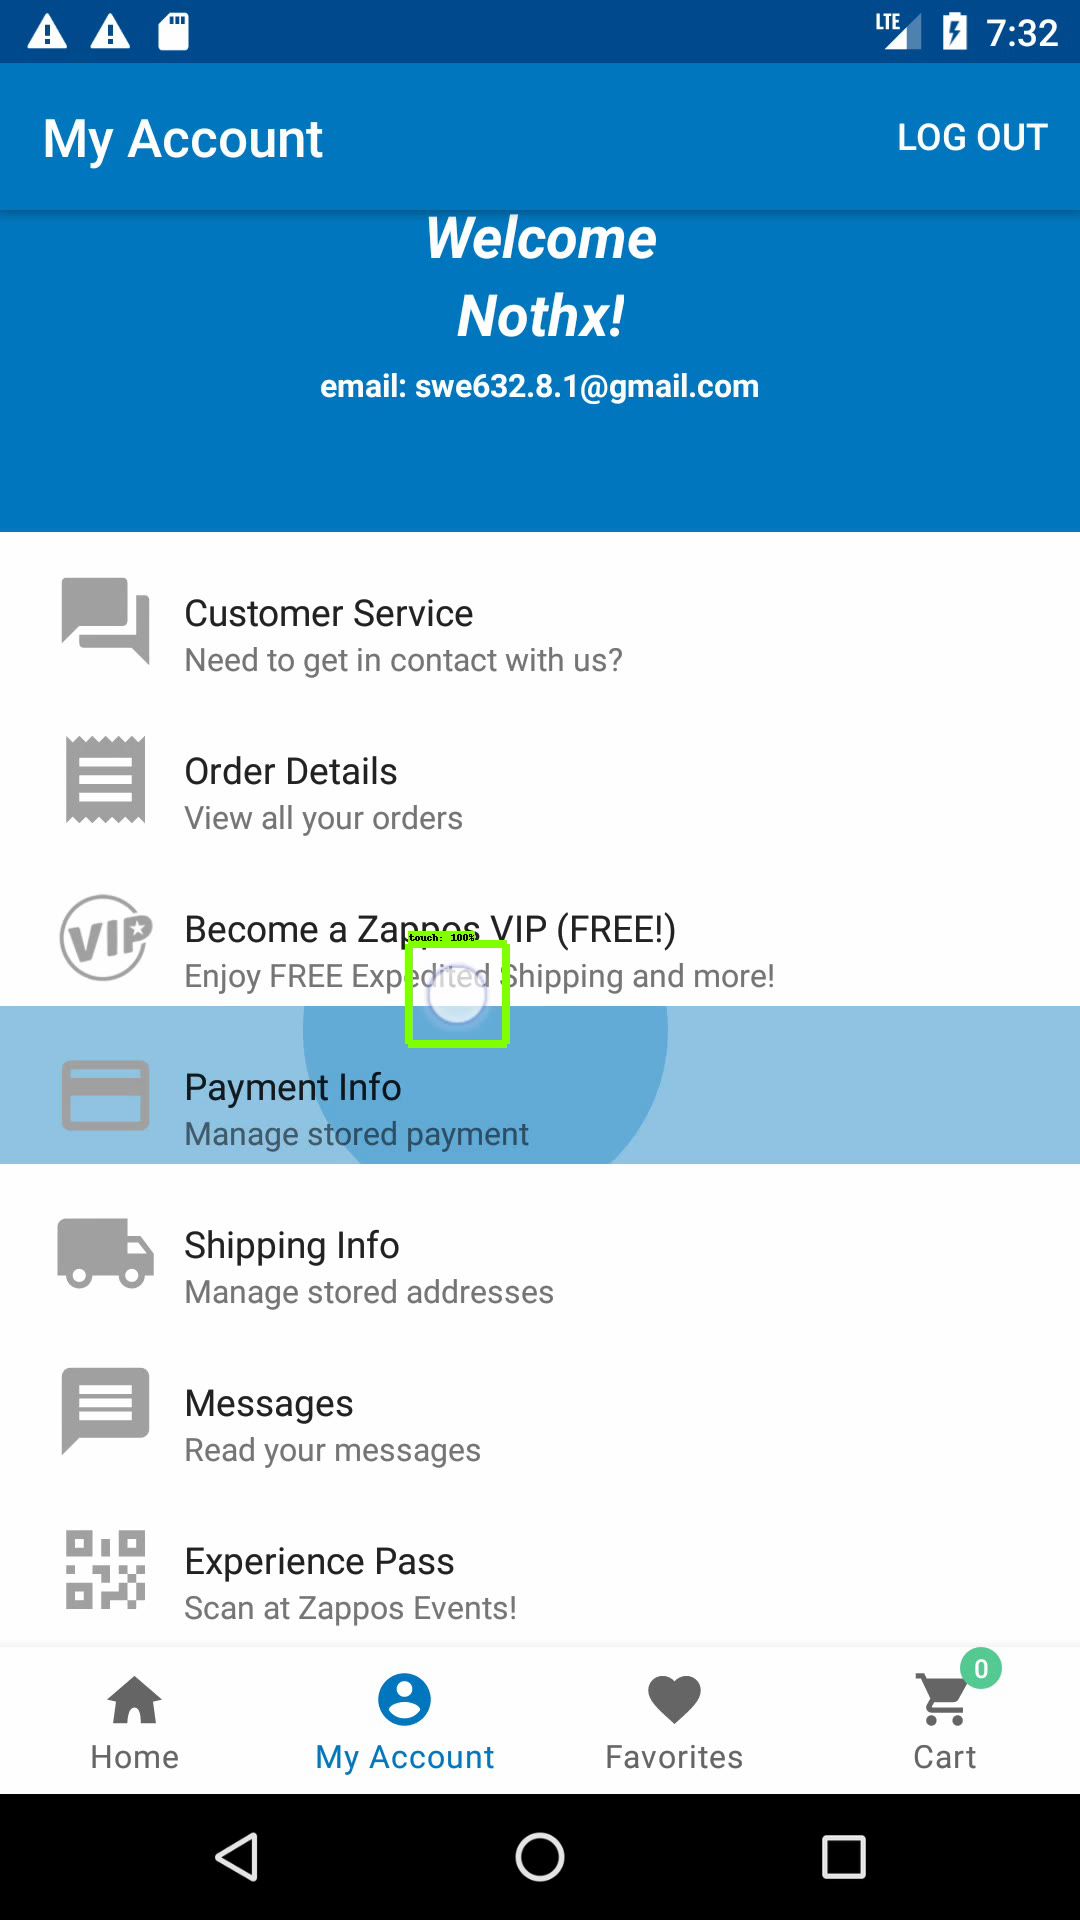 LTE 7:32
My Account
LOG OUT
Welcome
Nothx!
email: swe632.8.1@gmail.com
Customer Service
Need to get in contact with us?
Order Details
View all your orders
VIP
Become a Zappos VIP (FREE!)
touch: 100%
Enjoy FREE Expedited Shipping and more!
Payment Info
Manage stored payment
Shipping Info
Manage stored addresses
Messages
Read your messages
Experience Pass
Scan at Zappos Events!
0
Home
My Account
Favorites
Cart